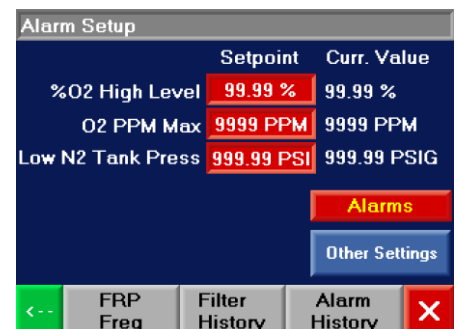 Alarm Setup
Setpoint Curr. Value
%O2 High Level 99.99 % 99.99 %
O2 PPM Max 9999 PPM 9999 PPM
Low N2 Tank Press 999.99 PSI 999.99 PSIG
Alarms
Other Settings
<-- FRP Freq Filter History Alarm History X